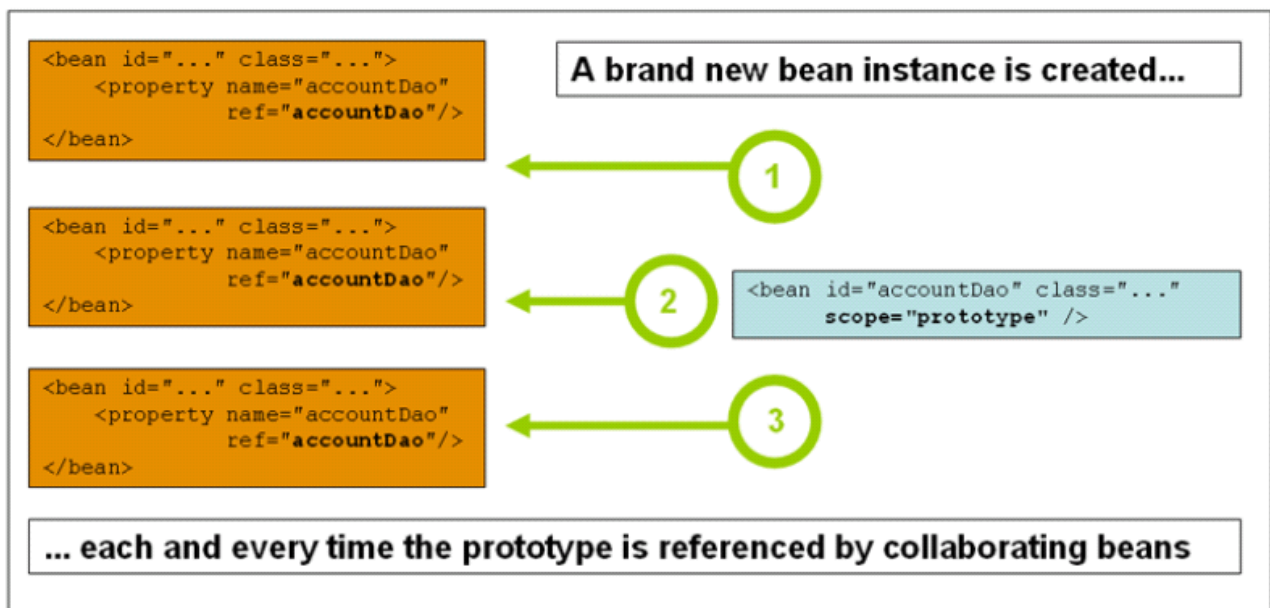 <bean id="..." class="...">
    <property name="accountDao"
              ref="accountDao"/>
</bean>
A brand new bean instance is created...
1
<bean id="..." class="...">
    <property name="accountDao"
              ref="accountDao"/>
</bean>
2
<bean id="accountDao" class="..."
      scope="prototype" />
<bean id="..." class="...">
    <property name="accountDao"
              ref="accountDao"/>
</bean>
3
... each and every time the prototype is referenced by collaborating beans